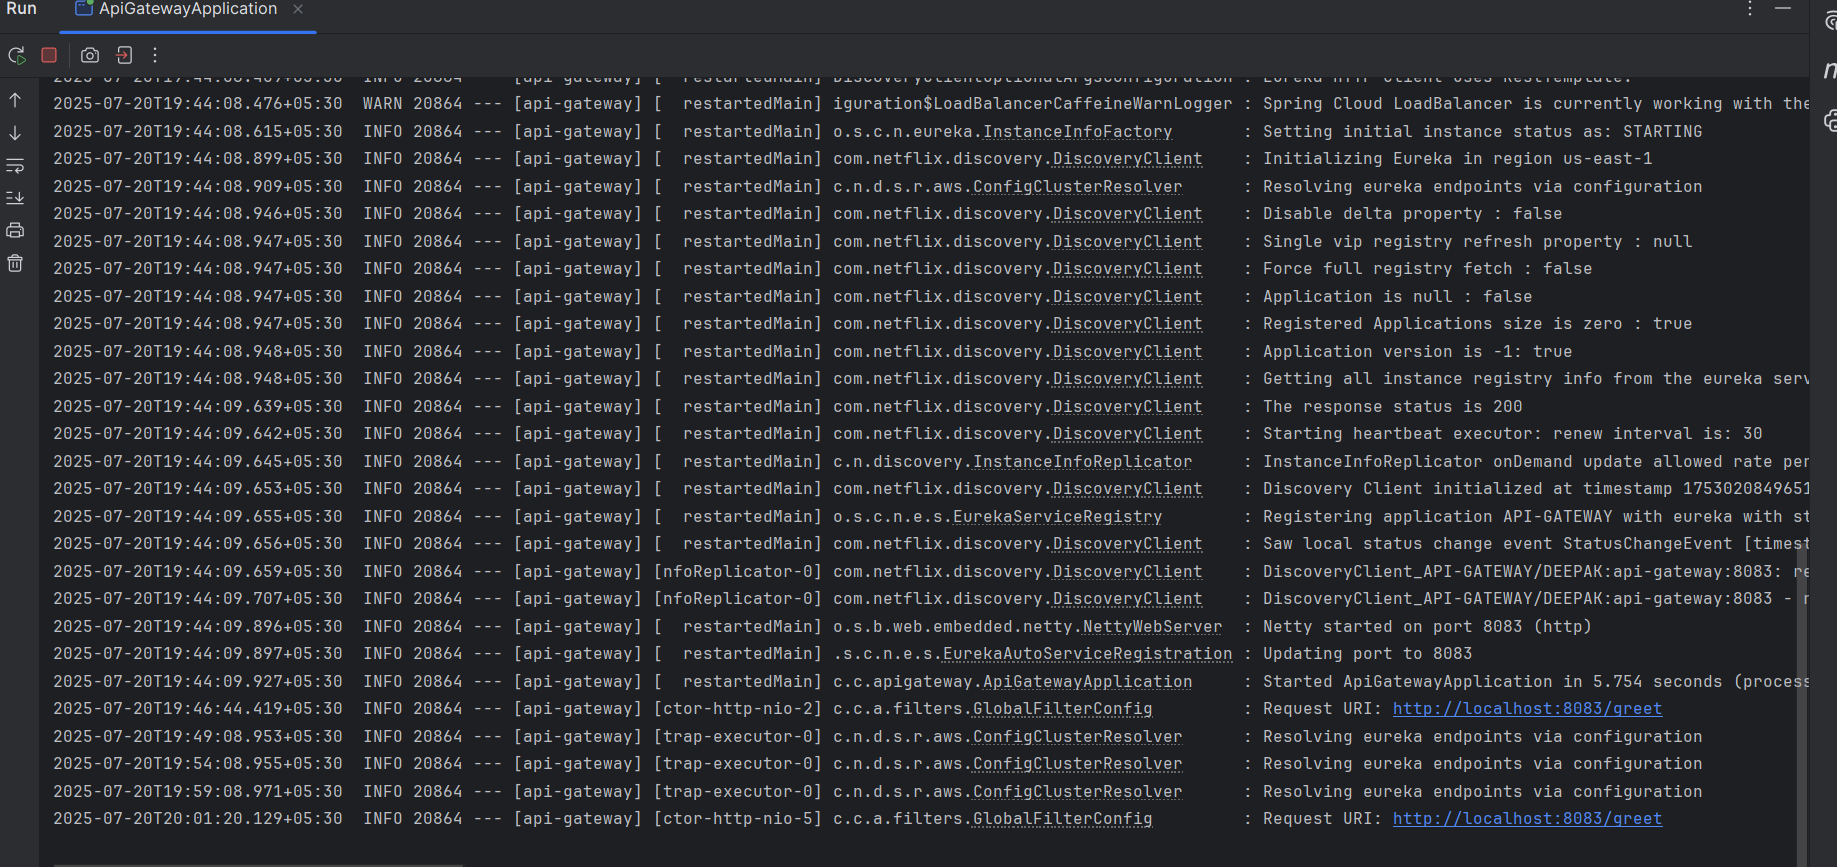 Run ApiGatewayApplication
2025-07-20T19:44:08.469+05:30 INFO 20864 --- [api-gateway] [ restartedMain] DiscoveryClientOptionalArgsConfiguration : Eureka HTTP Client uses RestTemplate.
2025-07-20T19:44:08.476+05:30 WARN 20864 --- [api-gateway] [ restartedMain] iguration$LoadBalancerCaffeineWarnLogger : Spring Cloud LoadBalancer is currently working with the
2025-07-20T19:44:08.615+05:30 INFO 20864 --- [api-gateway] [ restartedMain] o.s.c.n.eureka.InstanceInfoFactory : Setting initial instance status as: STARTING
2025-07-20T19:44:08.899+05:30 INFO 20864 --- [api-gateway] [ restartedMain] com.netflix.discovery.DiscoveryClient : Initializing Eureka in region us-east-1
2025-07-20T19:44:08.909+05:30 INFO 20864 --- [api-gateway] [ restartedMain] c.n.d.s.r.aws.ConfigClusterResolver : Resolving eureka endpoints via configuration
2025-07-20T19:44:08.946+05:30 INFO 20864 --- [api-gateway] [ restartedMain] com.netflix.discovery.DiscoveryClient : Disable delta property : false
2025-07-20T19:44:08.947+05:30 INFO 20864 --- [api-gateway] [ restartedMain] com.netflix.discovery.DiscoveryClient : Single vip registry refresh property : null
2025-07-20T19:44:08.947+05:30 INFO 20864 --- [api-gateway] [ restartedMain] com.netflix.discovery.DiscoveryClient : Force full registry fetch : false
2025-07-20T19:44:08.947+05:30 INFO 20864 --- [api-gateway] [ restartedMain] com.netflix.discovery.DiscoveryClient : Application is null : false
2025-07-20T19:44:08.947+05:30 INFO 20864 --- [api-gateway] [ restartedMain] com.netflix.discovery.DiscoveryClient : Registered Applications size is zero : true
2025-07-20T19:44:08.948+05:30 INFO 20864 --- [api-gateway] [ restartedMain] com.netflix.discovery.DiscoveryClient : Application version is -1: true
2025-07-20T19:44:08.948+05:30 INFO 20864 --- [api-gateway] [ restartedMain] com.netflix.discovery.DiscoveryClient : Getting all instance registry info from the eureka serv
2025-07-20T19:44:09.639+05:30 INFO 20864 --- [api-gateway] [ restartedMain] com.netflix.discovery.DiscoveryClient : The response status is 200
2025-07-20T19:44:09.642+05:30 INFO 20864 --- [api-gateway] [ restartedMain] com.netflix.discovery.DiscoveryClient : Starting heartbeat executor: renew interval is: 30
2025-07-20T19:44:09.645+05:30 INFO 20864 --- [api-gateway] [ restartedMain] c.n.discovery.InstanceInfoReplicator : InstanceInfoReplicator onDemand update allowed rate per
2025-07-20T19:44:09.653+05:30 INFO 20864 --- [api-gateway] [ restartedMain] com.netflix.discovery.DiscoveryClient : Discovery Client initialized at timestamp 1753020849651
2025-07-20T19:44:09.655+05:30 INFO 20864 --- [api-gateway] [ restartedMain] o.s.c.n.e.s.EurekaServiceRegistry : Registering application API-GATEWAY with eureka with st
2025-07-20T19:44:09.656+05:30 INFO 20864 --- [api-gateway] [ restartedMain] com.netflix.discovery.DiscoveryClient : Saw local status change event StatusChangeEvent [timest
2025-07-20T19:44:09.659+05:30 INFO 20864 --- [api-gateway] [nfoReplicator-0] com.netflix.discovery.DiscoveryClient : DiscoveryClient_API-GATEWAY/DEEPAK:api-gateway:8083: re
2025-07-20T19:44:09.707+05:30 INFO 20864 --- [api-gateway] [nfoReplicator-0] com.netflix.discovery.DiscoveryClient : DiscoveryClient_API-GATEWAY/DEEPAK:api-gateway:8083 - r
2025-07-20T19:44:09.896+05:30 INFO 20864 --- [api-gateway] [ restartedMain] o.s.b.web.embedded.netty.NettyWebServer : Netty started on port 8083 (http)
2025-07-20T19:44:09.897+05:30 INFO 20864 --- [api-gateway] [ restartedMain] .s.c.n.e.s.EurekaAutoServiceRegistration : Updating port to 8083
2025-07-20T19:44:09.927+05:30 INFO 20864 --- [api-gateway] [ restartedMain] c.c.apigateway.ApiGatewayApplication : Started ApiGatewayApplication in 5.754 seconds (process
2025-07-20T19:46:44.419+05:30 INFO 20864 --- [api-gateway] [ctor-http-nio-2] c.c.a.filters.GlobalFilterConfig : Request URI: http://localhost:8083/greet
2025-07-20T19:49:08.953+05:30 INFO 20864 --- [api-gateway] [trap-executor-0] c.n.d.s.r.aws.ConfigClusterResolver : Resolving eureka endpoints via configuration
2025-07-20T19:54:08.955+05:30 INFO 20864 --- [api-gateway] [trap-executor-0] c.n.d.s.r.aws.ConfigClusterResolver : Resolving eureka endpoints via configuration
2025-07-20T19:59:08.971+05:30 INFO 20864 --- [api-gateway] [trap-executor-0] c.n.d.s.r.aws.ConfigClusterResolver : Resolving eureka endpoints via configuration
2025-07-20T20:01:20.129+05:30 INFO 20864 --- [api-gateway] [ctor-http-nio-5] c.c.a.filters.GlobalFilterConfig : Request URI: http://localhost:8083/greet